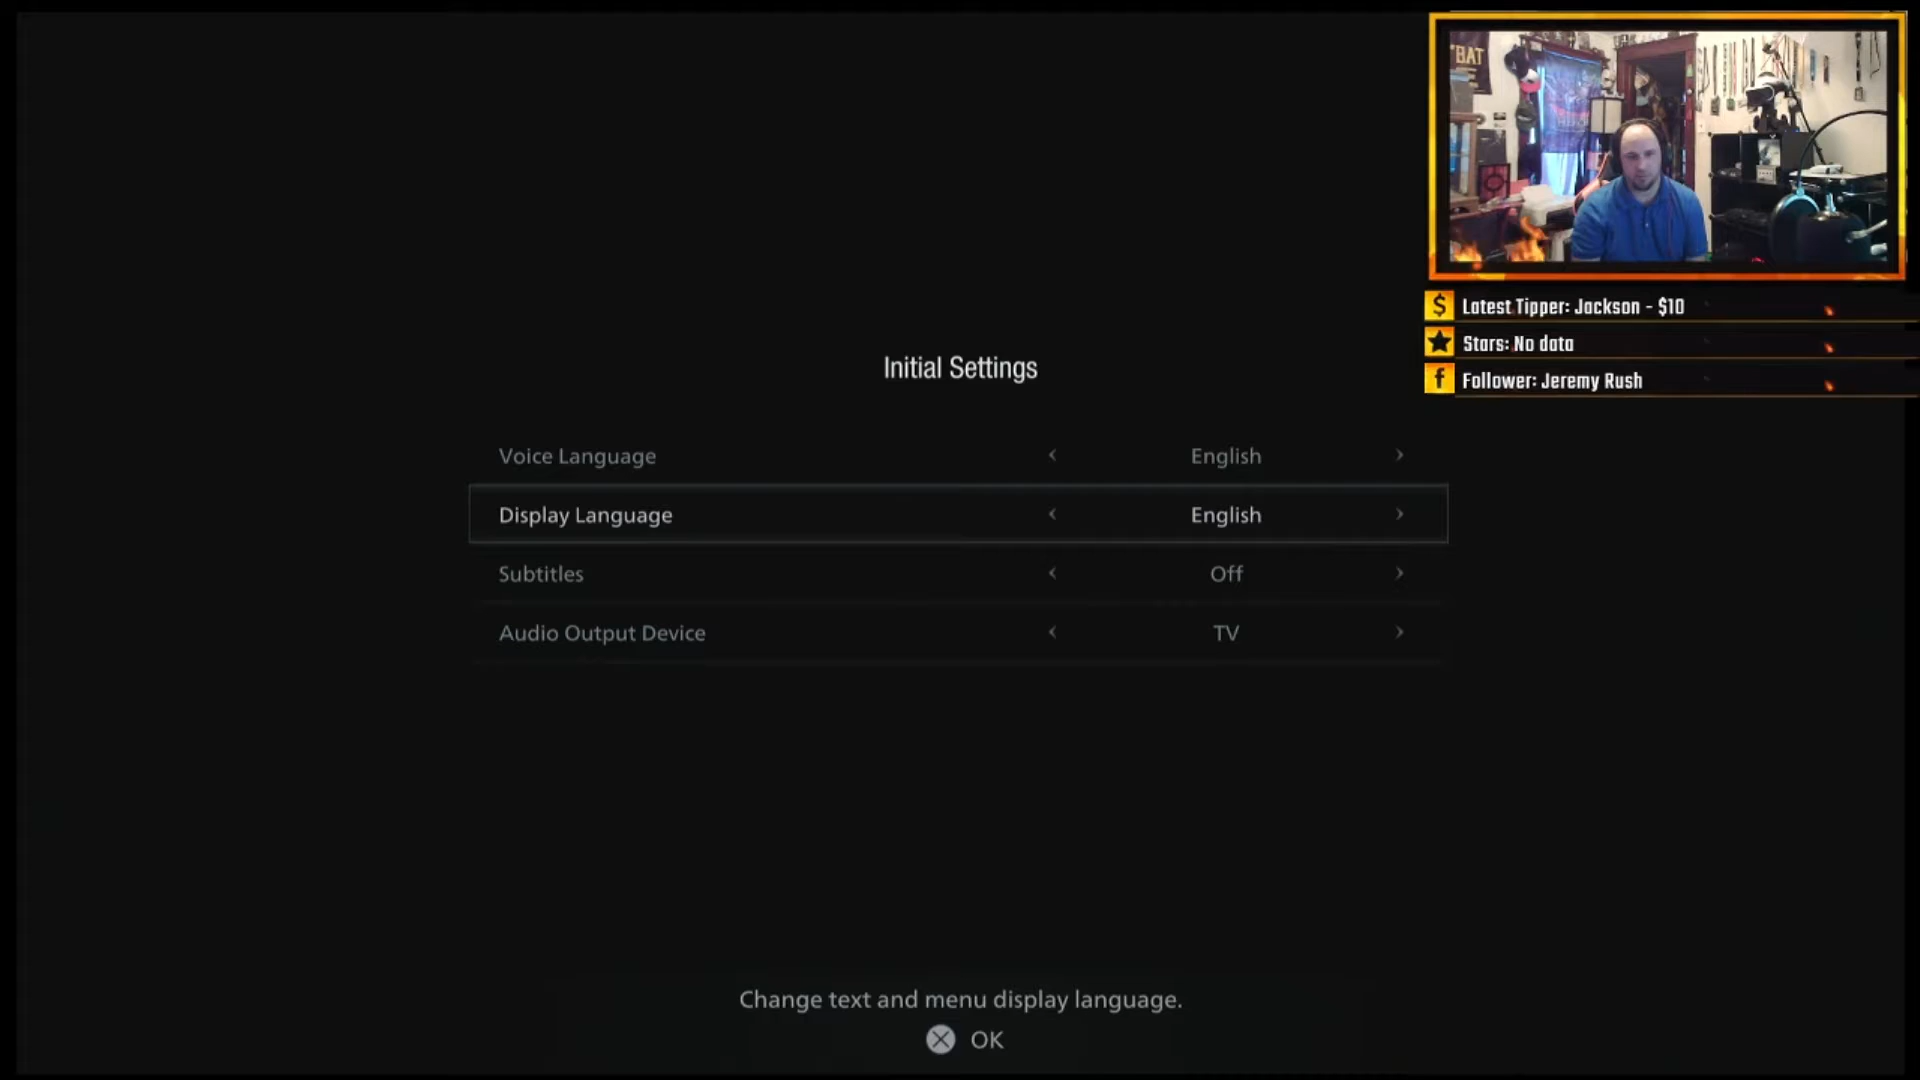 BAT
$ Latest Tipper: Jackson - $10
Stars: No data
f Follower: Jeremy Rush
Initial Settings
Voice Language < English >
Display Language < English >
Subtitles < Off >
Audio Output Device < TV >
Change text and menu display language.
OK